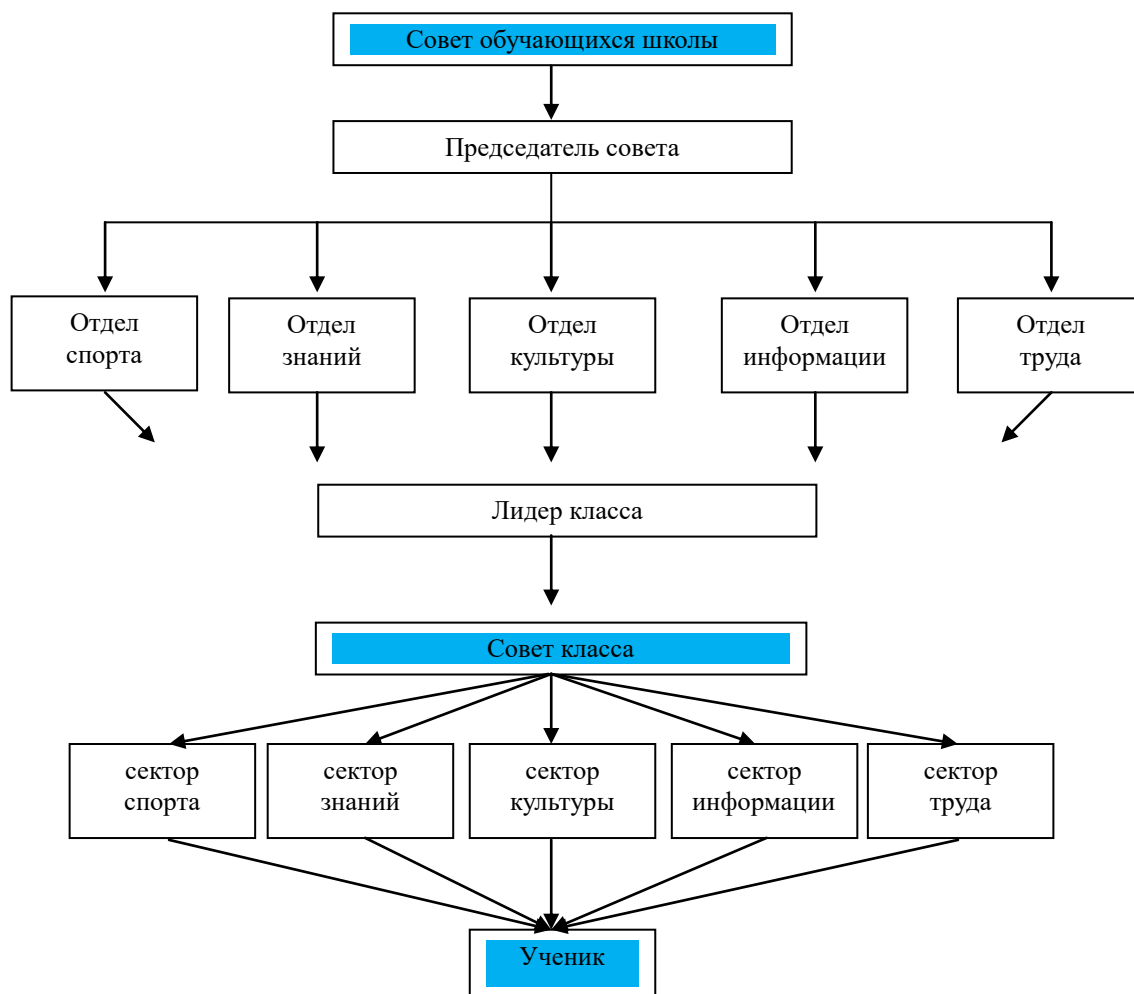 Совет обучающихся школы
Председатель совета
Отдел
спорта
Отдел
знаний
Отдел
культуры
Отдел
информации
Отдел
труда
Лидер класса
Совет класса
сектор
спорта
сектор
знаний
сектор
культуры
сектор
информации
сектор
труда
Ученик